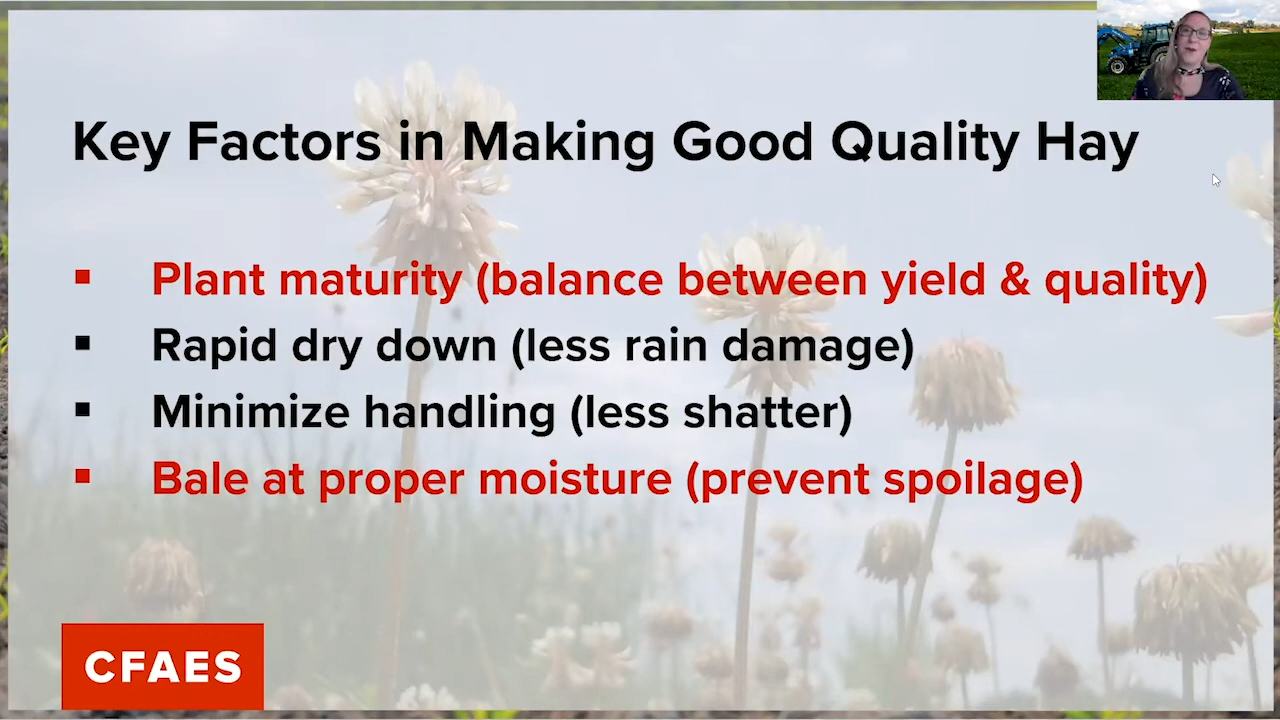 Key Factors in Making Good Quality Hay
▪ Plant maturity (balance between yield & quality)
▪ Rapid dry down (less rain damage)
▪ Minimize handling (less shatter)
▪ Bale at proper moisture (prevent spoilage)
CFAES